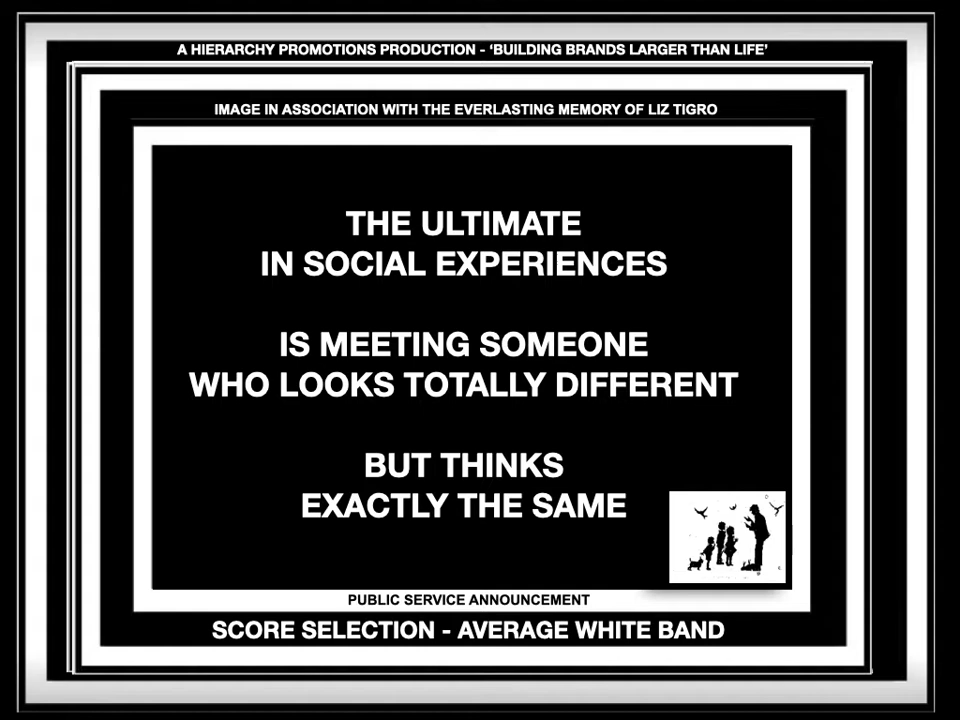 A HIERARCHY PROMOTIONS PRODUCTION - ‘BUILDING BRANDS LARGER THAN LIFE’
IMAGE IN ASSOCIATION WITH THE EVERLASTING MEMORY OF LIZ TIGRO
THE ULTIMATE
IN SOCIAL EXPERIENCES
IS MEETING SOMEONE
WHO LOOKS TOTALLY DIFFERENT
BUT THINKS
EXACTLY THE SAME
PUBLIC SERVICE ANNOUNCEMENT
SCORE SELECTION - AVERAGE WHITE BAND